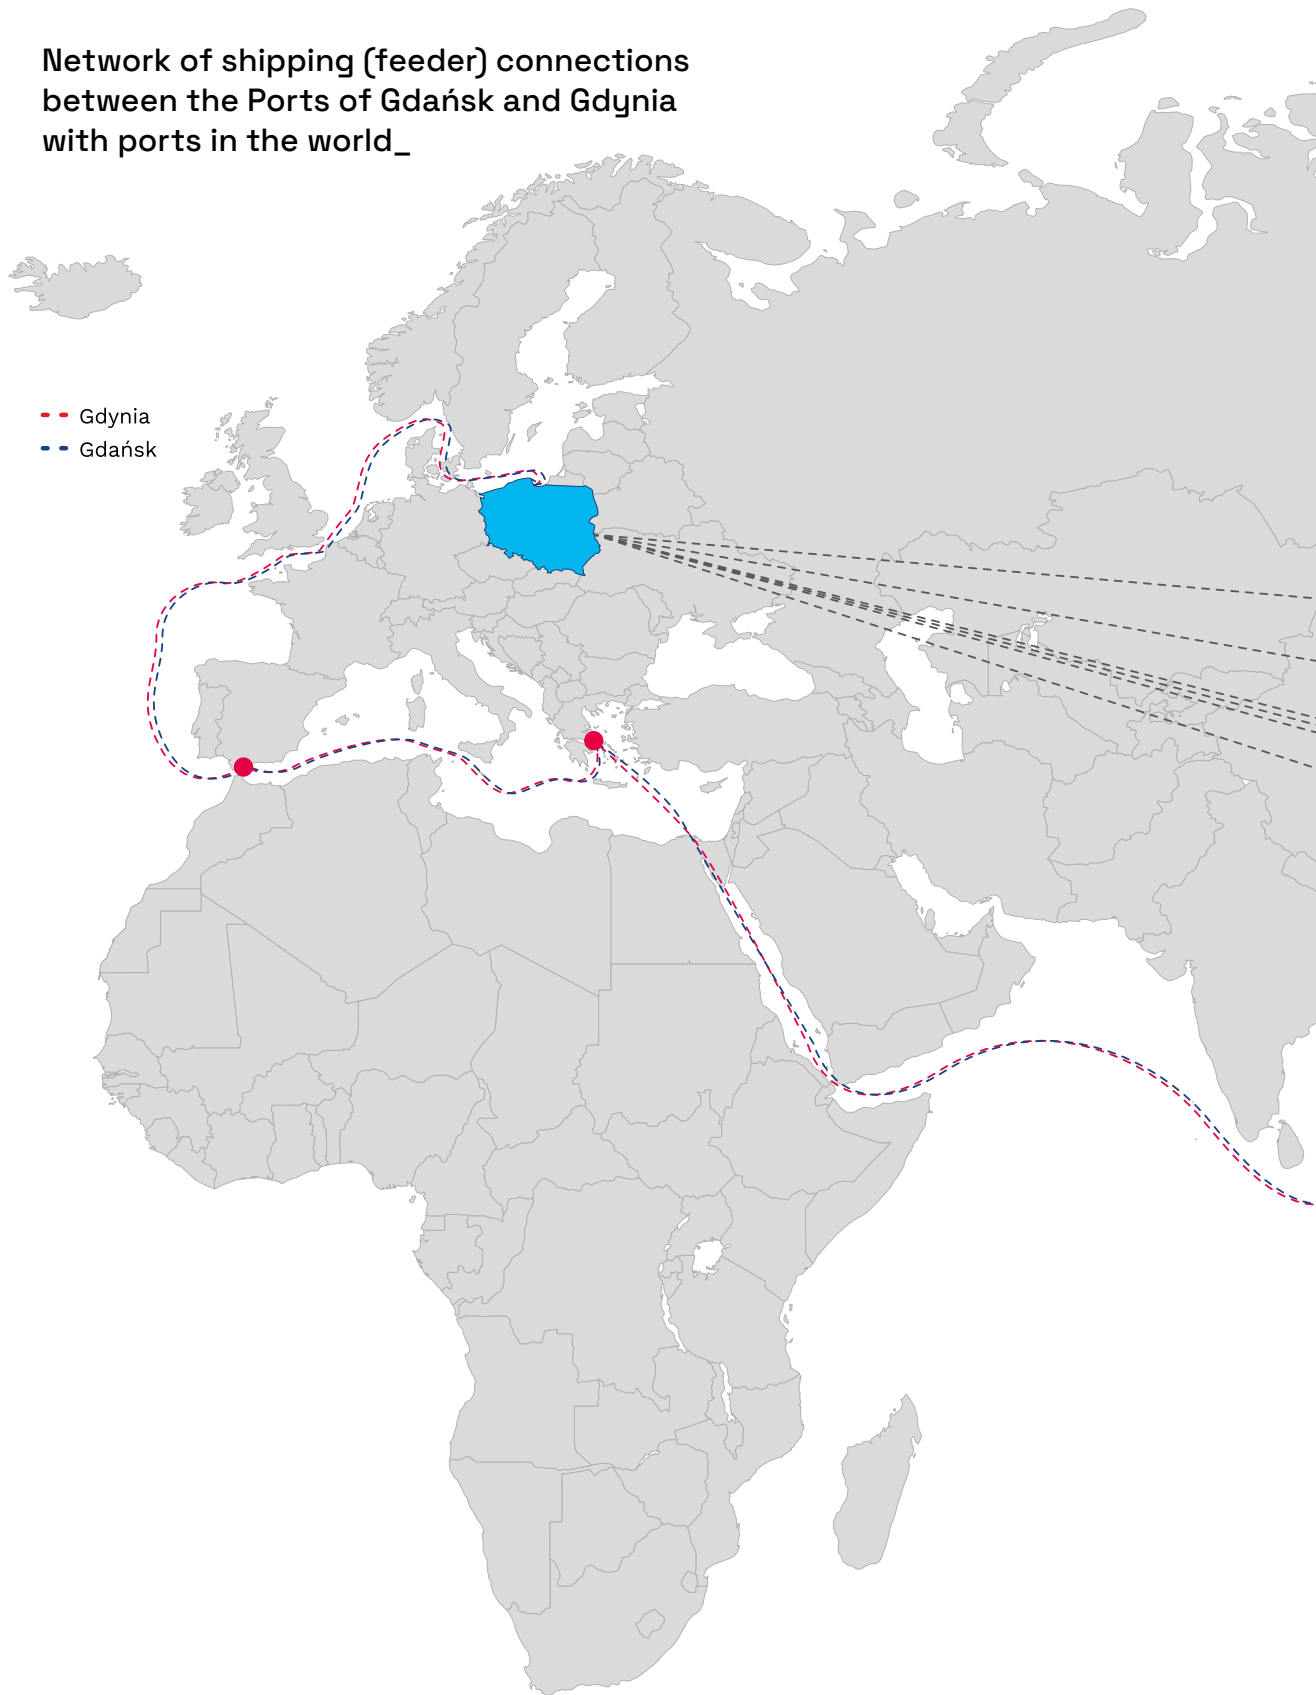 Network of shipping (feeder) connections
between the Ports of Gdańsk and Gdynia
with ports in the world_
Gdynia
Gdańsk